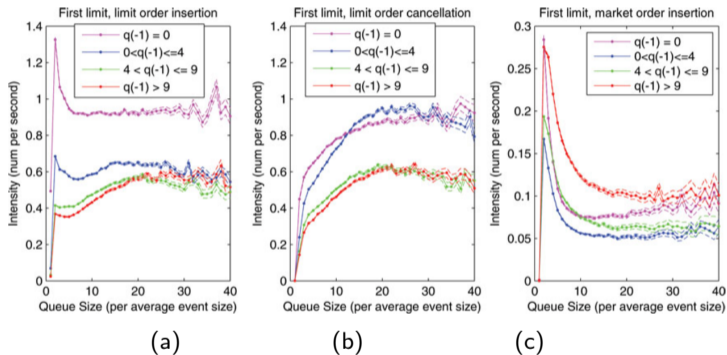 First limit, limit order insertion
1.4
1.2
1
0.8
0.6
0.4
0.2
0
Intensity (num per second)
q(-1) = 0
0<q(-1)<=4
4 < q(-1) <= 9
q(-1) > 9
0 10 20 30 40
Queue Size (per average event size)
(a)
First limit, limit order cancellation
1.4
1.2
1
0.8
0.6
0.4
0.2
0
Intensity (num per second)
q(-1) = 0
0<q(-1)<=4
4 < q(-1) <= 9
q(-1) > 9
0 10 20 30 40
Queue Size (per average event size)
(b)
First limit, market order insertion
0.3
0.25
0.2
0.15
0.1
0.05
0
Intensity (num per second)
q(-1) = 0
0<q(-1)<=4
4 < q(-1) <= 9
q(-1) > 9
0 10 20 30 40
Queue Size (per average event size)
(c)